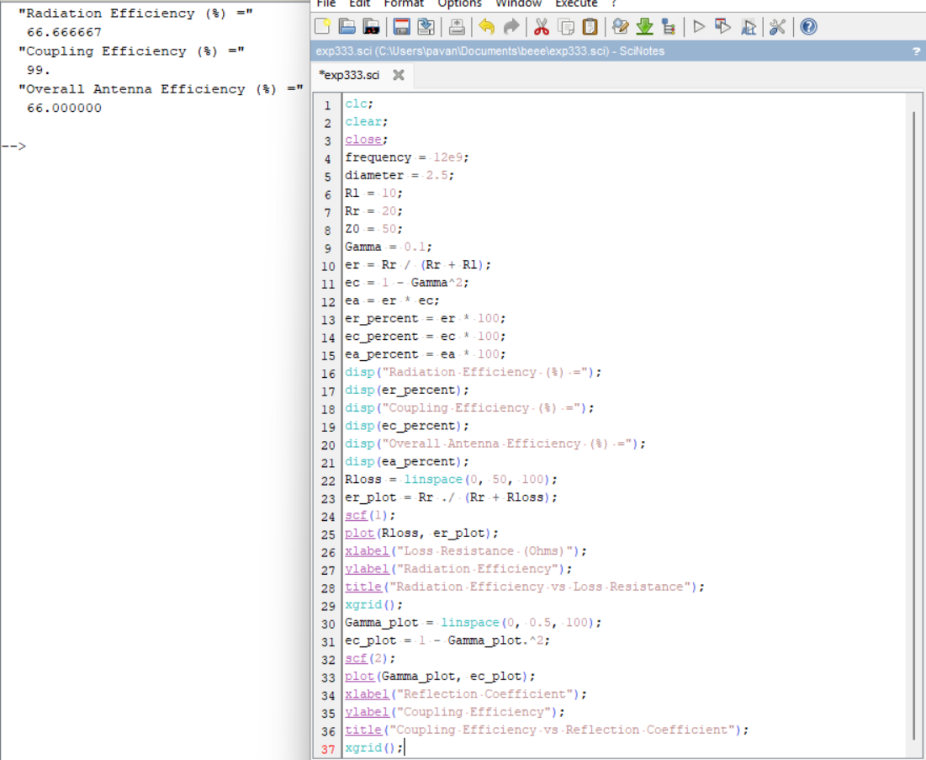 "Radiation Efficiency (%) ="
66.666667
"Coupling Efficiency (%) ="
99.
"Overall Antenna Efficiency (%) ="
66.000000
-->
File Edit Format Options Window Execute ?
exp333.sci (C:\Users\pavan\Documents\beee\exp333.sci) - SciNotes ?
*exp333.sci
1 clc;
2 clear;
3 close;
4 frequency = 12e9;
5 diameter = 2.5;
6 Rl = 10;
7 Rr = 20;
8 Z0 = 50;
9 Gamma = 0.1;
10 er = Rr / (Rr + Rl);
11 ec = 1 - Gamma^2;
12 ea = er * ec;
13 er_percent = er * 100;
14 ec_percent = ec * 100;
15 ea_percent = ea * 100;
16 disp("Radiation Efficiency (%) =");
17 disp(er_percent);
18 disp("Coupling Efficiency (%) =");
19 disp(ec_percent);
20 disp("Overall Antenna Efficiency (%) =");
21 disp(ea_percent);
22 Rloss = linspace(0, 50, 100);
23 er_plot = Rr ./ (Rr + Rloss);
24 scf(1);
25 plot(Rloss, er_plot);
26 xlabel("Loss Resistance (Ohms)");
27 ylabel("Radiation Efficiency");
28 title("Radiation Efficiency vs Loss Resistance");
29 xgrid();
30 Gamma_plot = linspace(0, 0.5, 100);
31 ec_plot = 1 - Gamma_plot.^2;
32 scf(2);
33 plot(Gamma_plot, ec_plot);
34 xlabel("Reflection Coefficient");
35 ylabel("Coupling Efficiency");
36 title("Coupling Efficiency vs Reflection Coefficient");
37 xgrid();